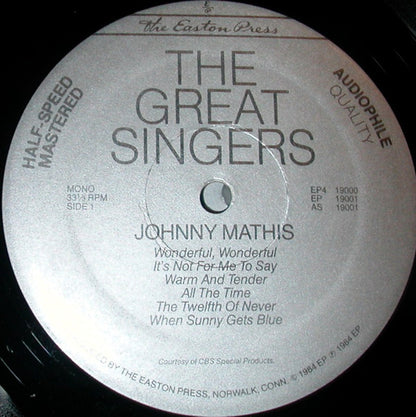 The Easton Press
THE
GREAT
SINGERS
HALF-SPEED
MASTERED
AUDIOPHILE
QUALITY
MONO
33⅓ RPM
SIDE 1
EP4 19000
EP 19001
AS 19001
JOHNNY MATHIS
Wonderful, Wonderful
It's Not For Me To Say
Warm And Tender
All The Time
The Twelfth Of Never
When Sunny Gets Blue
Courtesy of CBS Special Products.
BY THE EASTON PRESS, NORWALK, CONN. © 1984 EP ℗ 1984 EP